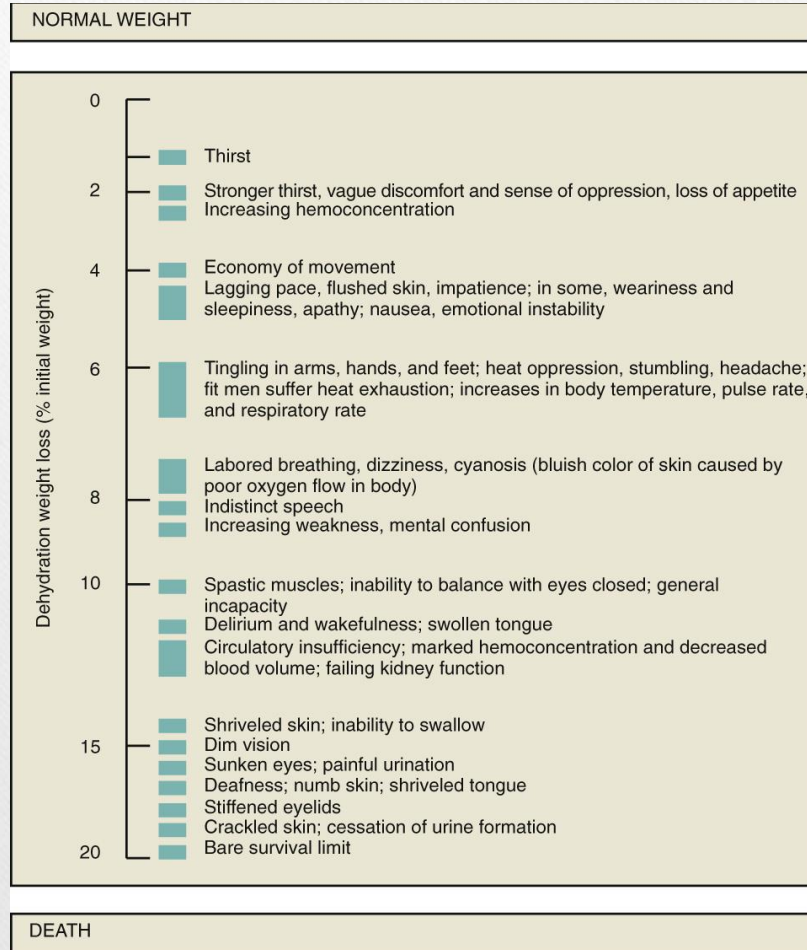 NORMAL WEIGHT
0
Thirst
2
Stronger thirst, vague discomfort and sense of oppression, loss of appetite
Increasing hemoconcentration
4
Economy of movement
Lagging pace, flushed skin, impatience; in some, weariness and
sleepiness, apathy; nausea, emotional instability
6
Tingling in arms, hands, and feet; heat oppression, stumbling, headache;
fit men suffer heat exhaustion; increases in body temperature, pulse rate,
and respiratory rate
Labored breathing, dizziness, cyanosis (bluish color of skin caused by
poor oxygen flow in body)
8
Indistinct speech
Increasing weakness, mental confusion
10
Spastic muscles; inability to balance with eyes closed; general
incapacity
Delirium and wakefulness; swollen tongue
Circulatory insufficiency; marked hemoconcentration and decreased
blood volume; failing kidney function
Shriveled skin; inability to swallow
15
Dim vision
Sunken eyes; painful urination
Deafness; numb skin; shriveled tongue
Stiffened eyelids
Crackled skin; cessation of urine formation
20
Bare survival limit
Dehydration weight loss (% initial weight)
DEATH